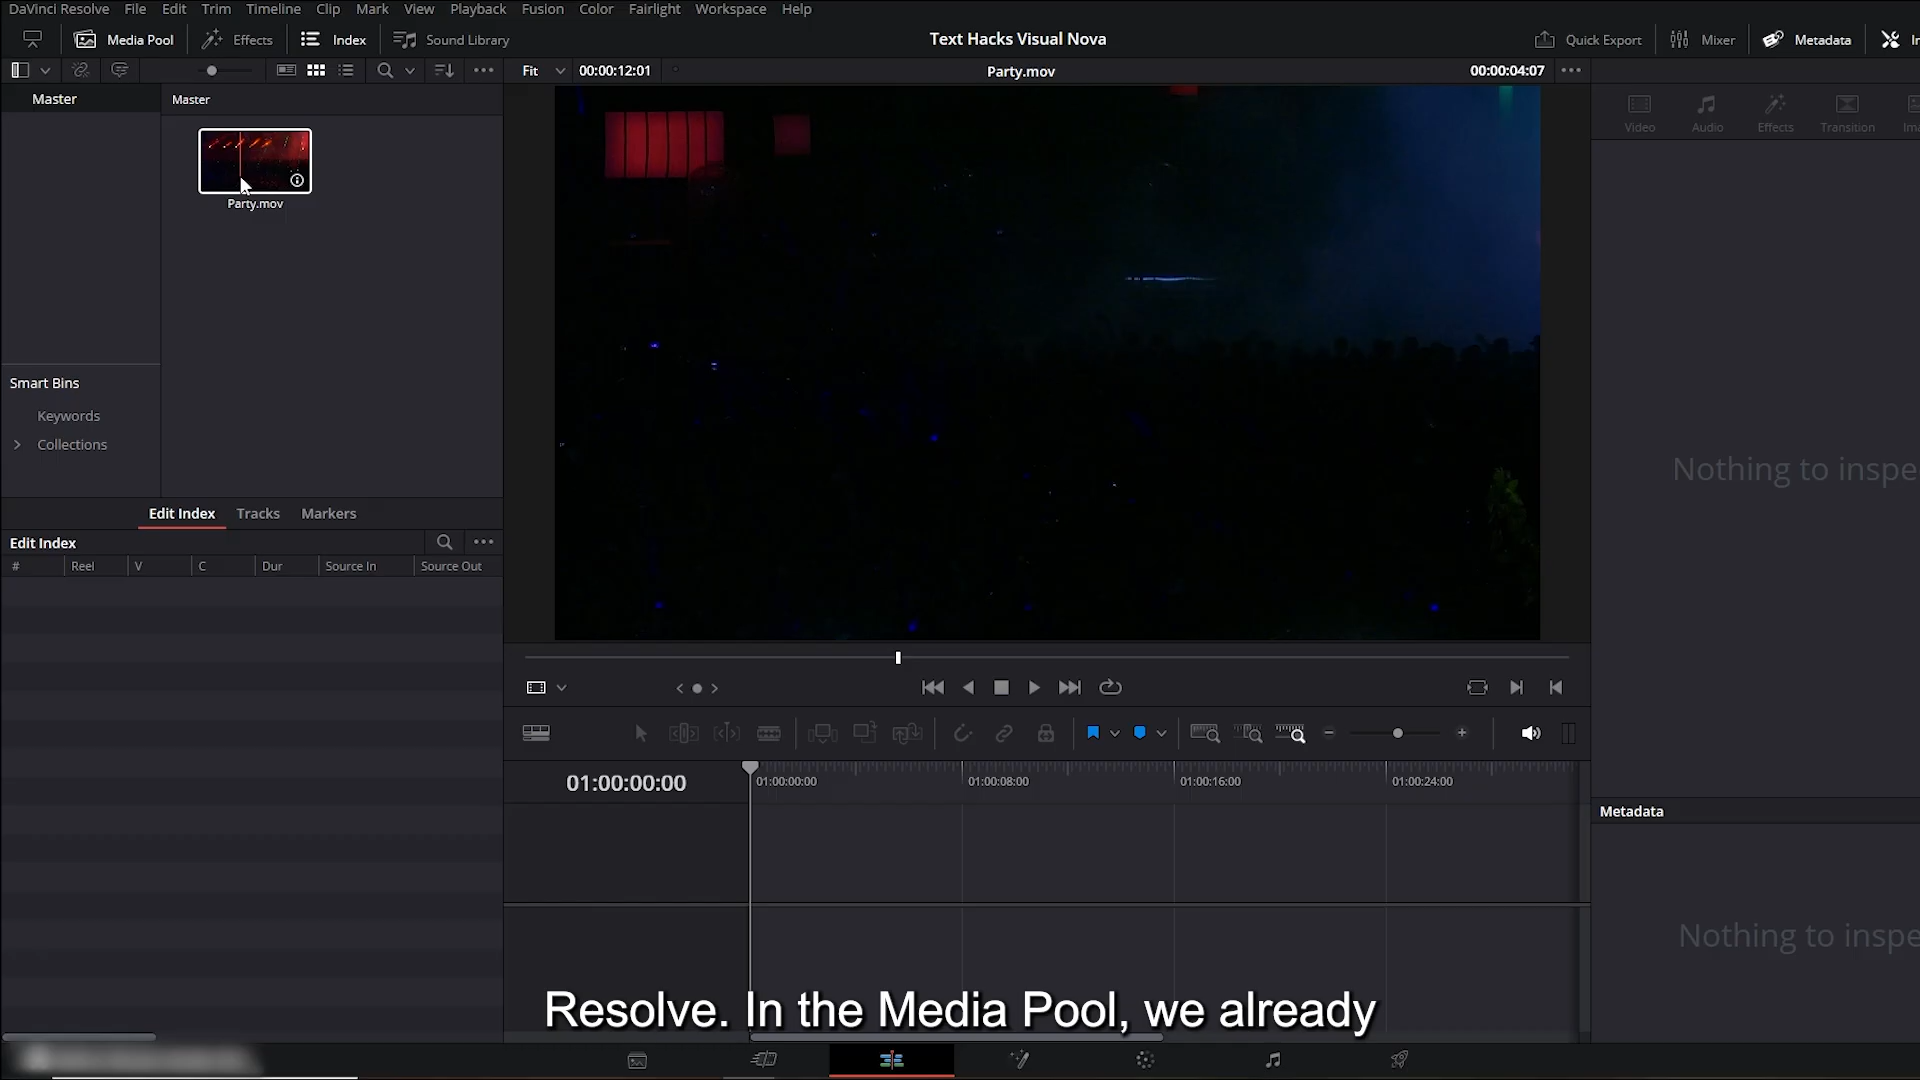 DaVinci Resolve File Edit Trim Timeline Clip Mark View Playback Fusion Color Fairlight Workspace Help
Media Pool Effects Index Sound Library Text Hacks Visual Nova Quick Export Mixer Metadata
Fit 00:00:12:01 Party.mov 00:00:04:07
Master Master
Video Audio Effects Transition
Party.mov
Smart Bins
Keywords
Collections
Nothing to inspe
Edit Index Tracks Markers
Edit Index
# Reel V C Dur Source In Source Out
01:00:00:00 01:00:00:00 01:00:08:00 01:00:16:00 01:00:24:00
Metadata
Nothing to inspe
Resolve. In the Media Pool, we already